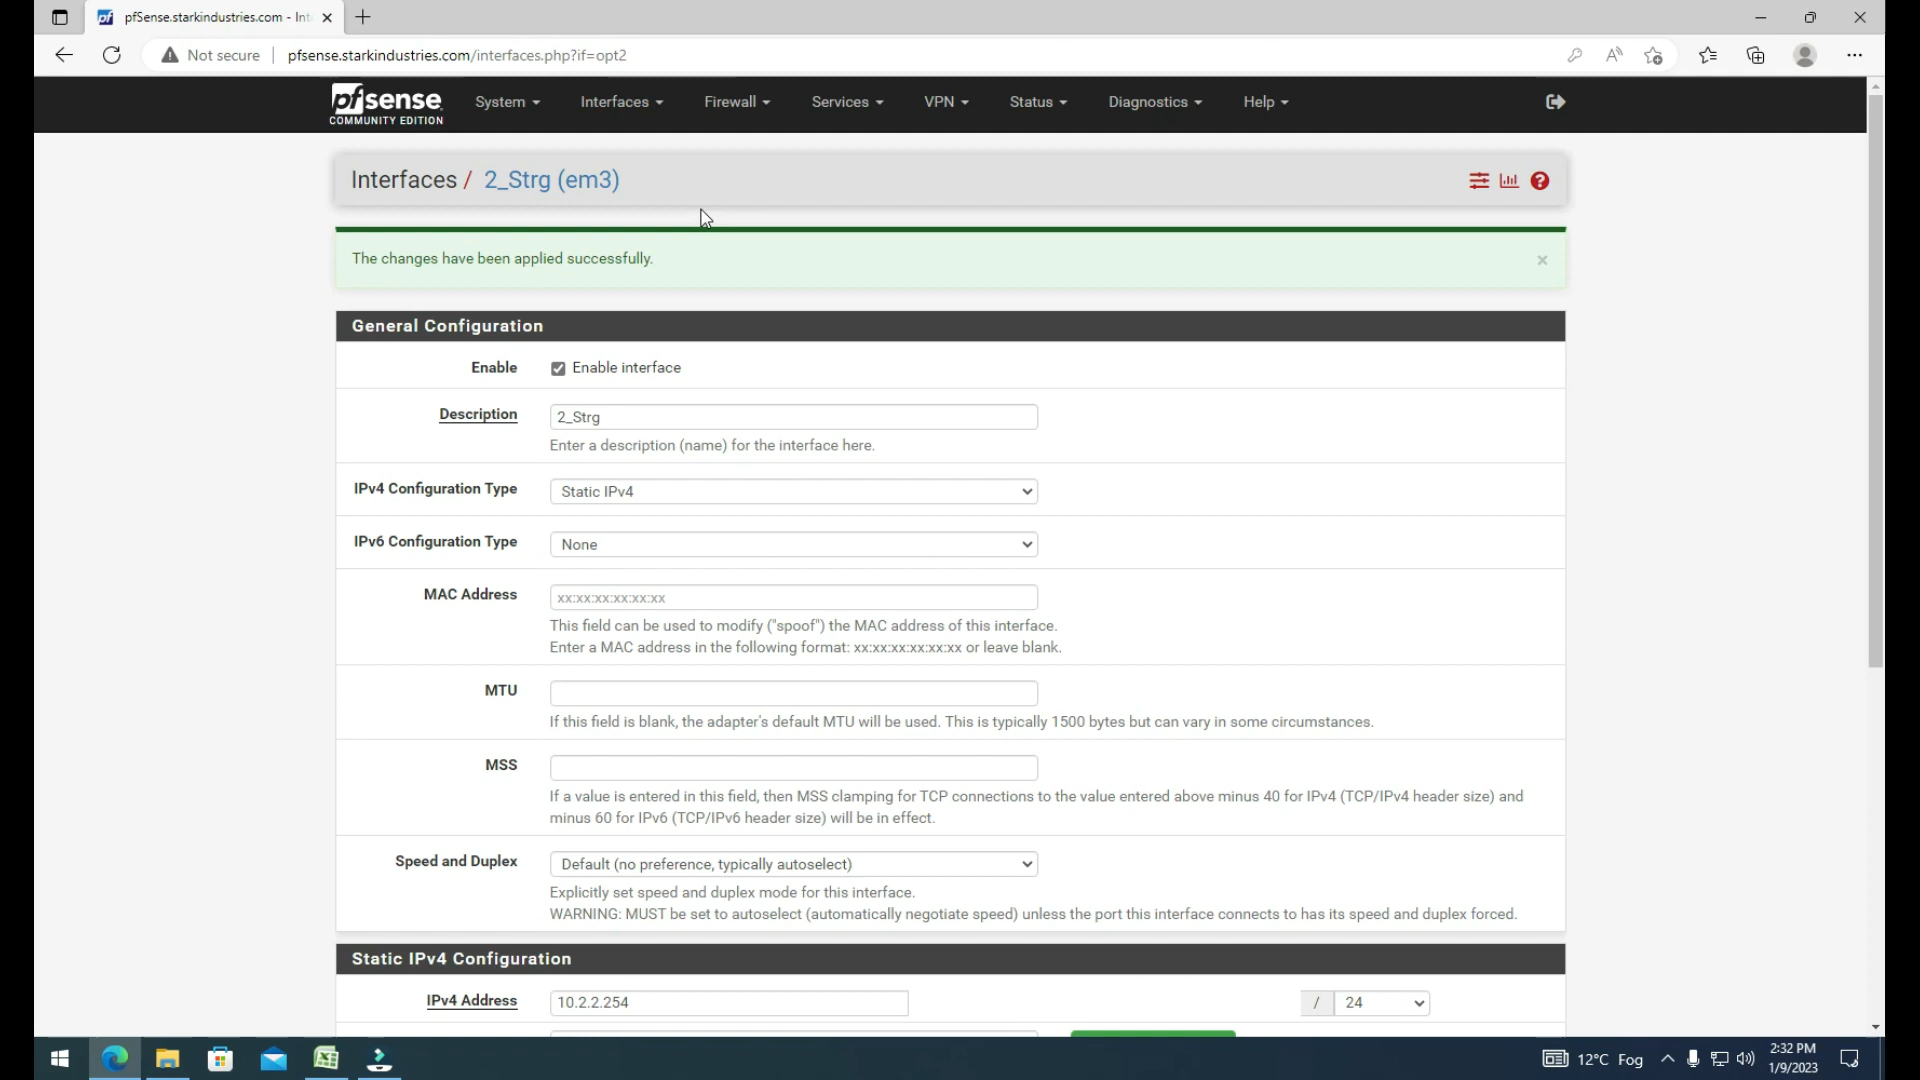 pfSense.starkindustries.com - Int
Not secure
pfsense.starkindustries.com/interfaces.php?if=opt2
pfsense
COMMUNITY EDITION
System
Interfaces
Firewall
Services
VPN
Status
Diagnostics
Help
Interfaces / 2_Strg (em3)
The changes have been applied successfully.
×
General Configuration
Enable
Enable interface
Description
2_Strg
Enter a description (name) for the interface here.
IPv4 Configuration Type
Static IPv4
IPv6 Configuration Type
None
MAC Address
xx:xx:xx:xx:xx:xx
This field can be used to modify ("spoof") the MAC address of this interface.
Enter a MAC address in the following format: xx:xx:xx:xx:xx:xx or leave blank.
MTU
If this field is blank, the adapter's default MTU will be used. This is typically 1500 bytes but can vary in some circumstances.
MSS
If a value is entered in this field, then MSS clamping for TCP connections to the value entered above minus 40 for IPv4 (TCP/IPv4 header size) and
minus 60 for IPv6 (TCP/IPv6 header size) will be in effect.
Speed and Duplex
Default (no preference, typically autoselect)
Explicitly set speed and duplex mode for this interface.
WARNING: MUST be set to autoselect (automatically negotiate speed) unless the port this interface connects to has its speed and duplex forced.
Static IPv4 Configuration
IPv4 Address
10.2.2.254
/ 24
12°C Fog
2:32 PM
1/9/2023